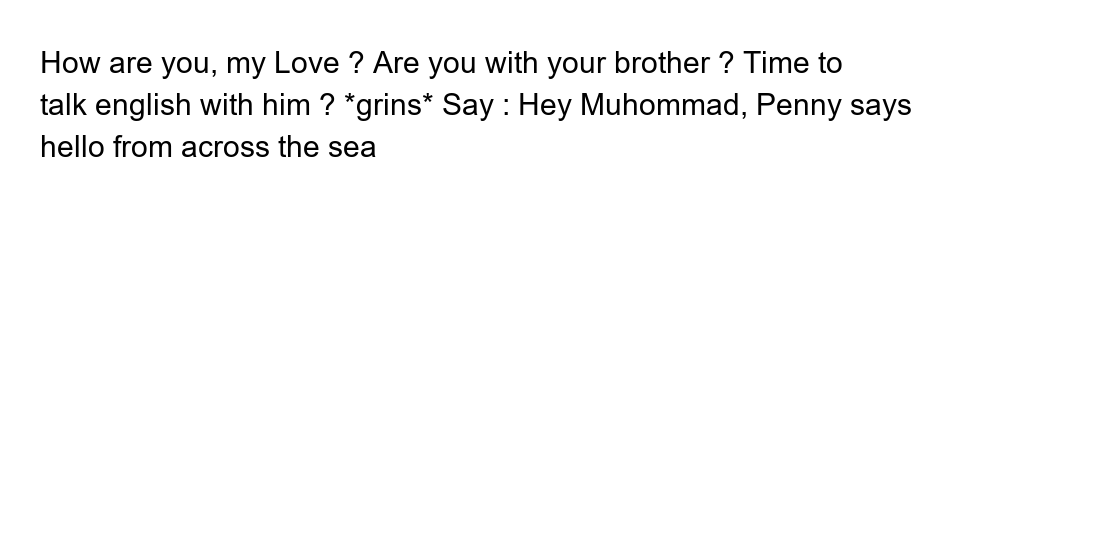 How are you, my Love ? Are you with your brother ? Time to
talk english with him ? *grins* Say : Hey Muhommad, Penny says
hello from across the sea